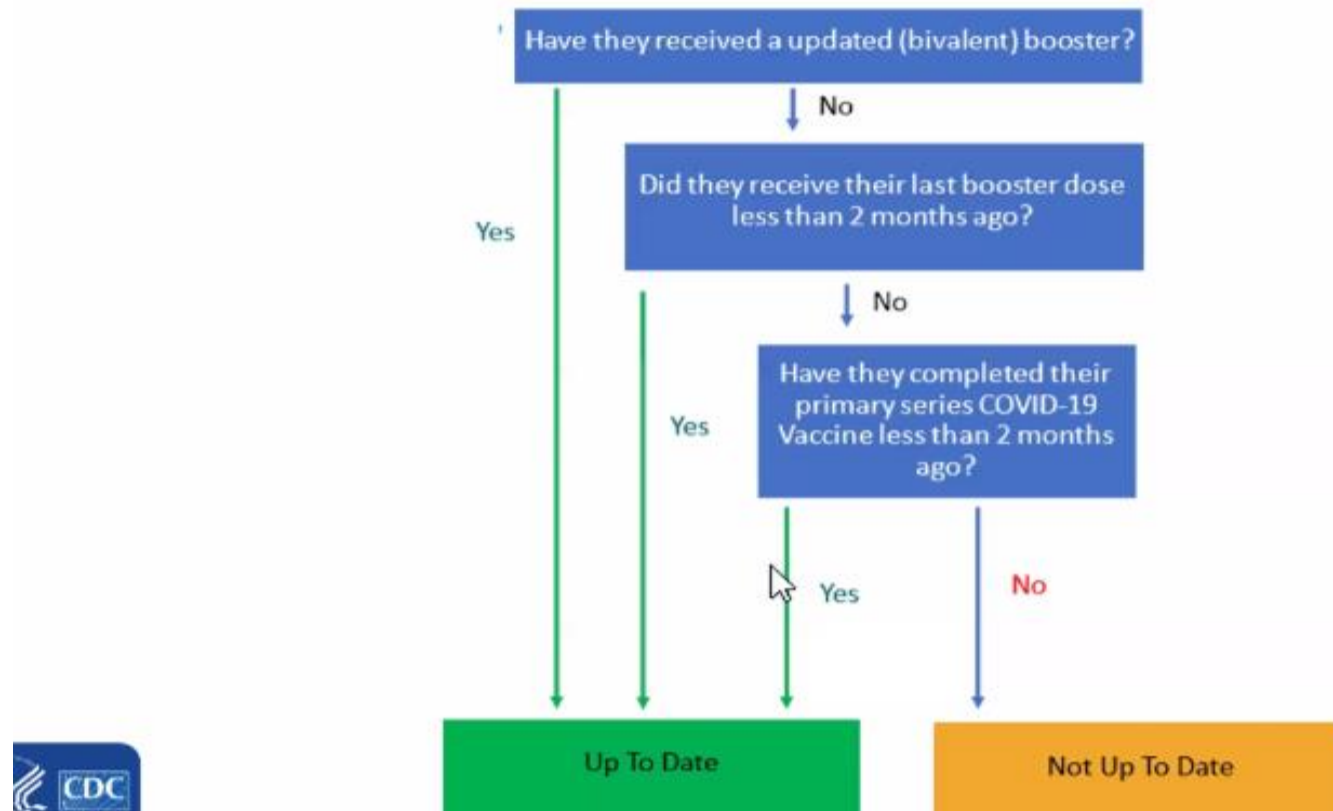 Have they received a updated (bivalent) booster?
No
Did they receive their last booster dose
less than 2 months ago?
Yes
No
Have they completed their
primary series COVID-19
Vaccine less than 2 months
ago?
Yes
Yes
No
Up To Date
Not Up To Date
CDC